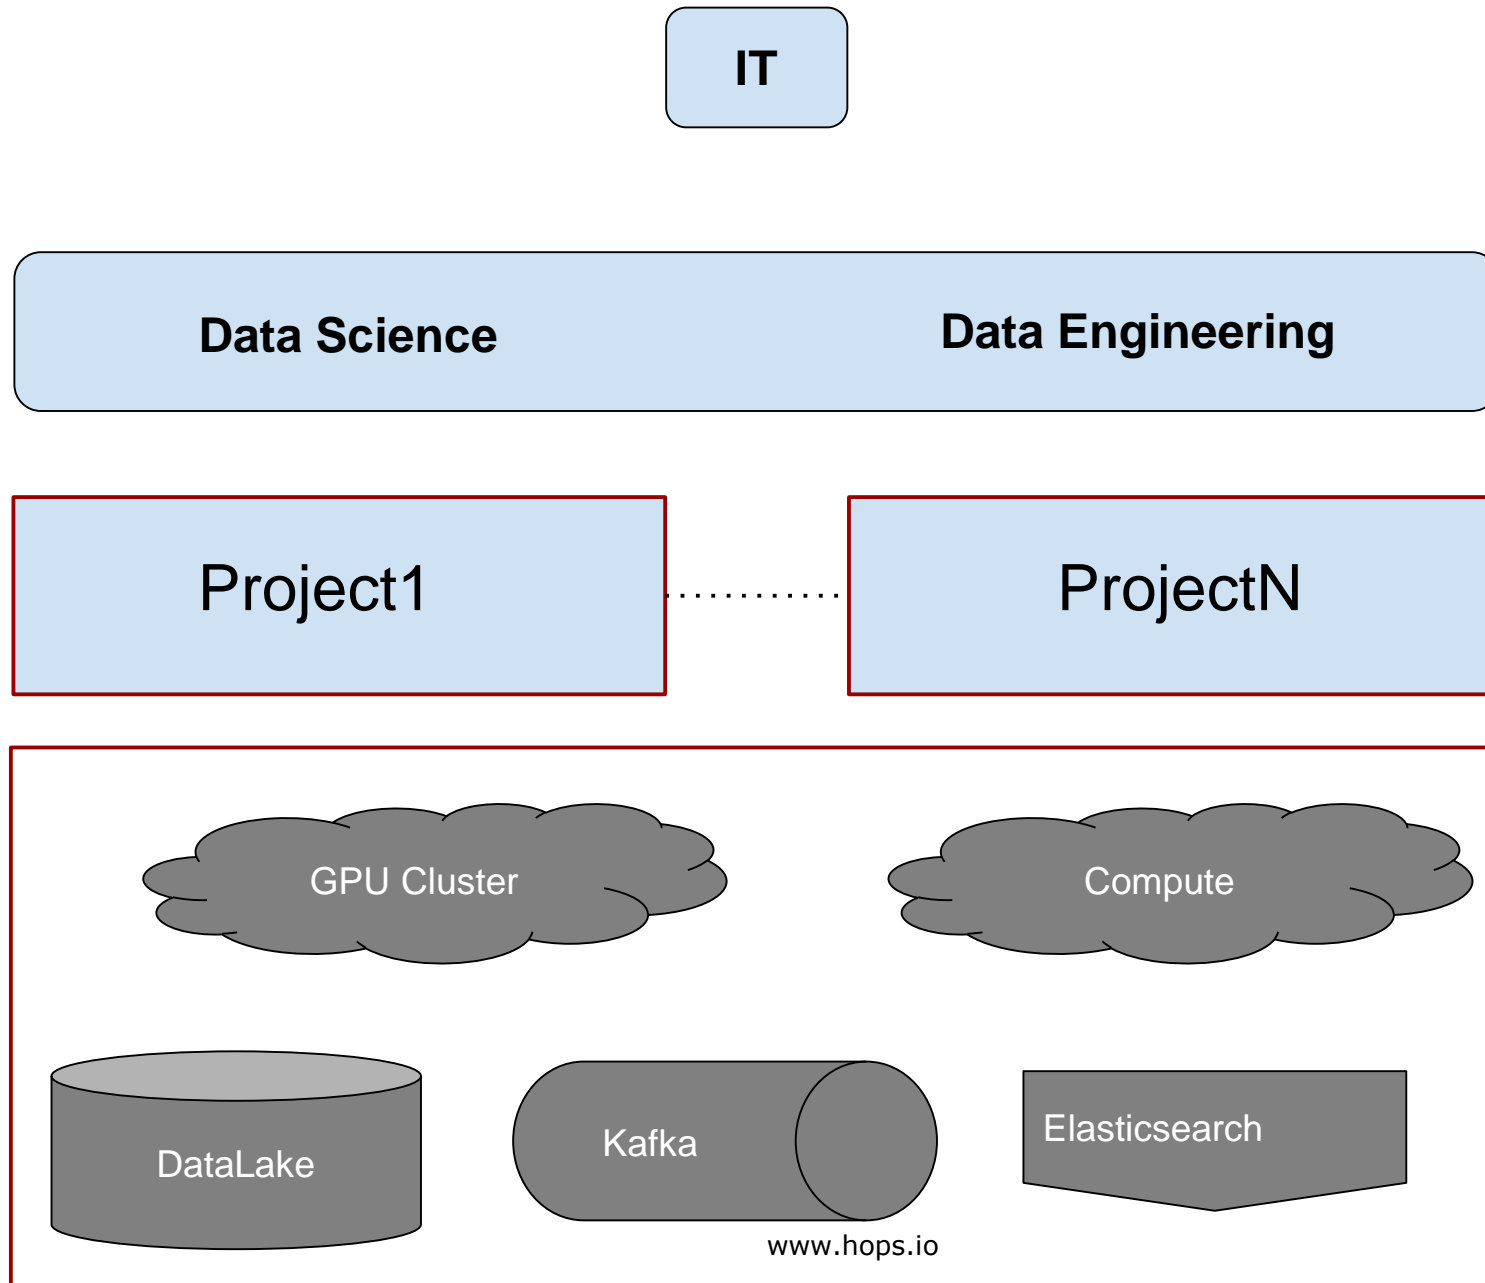 IT
Data Science
Data Engineering
Project1
ProjectN
GPU Cluster
Compute
DataLake
Kafka
Elasticsearch
www.hops.io